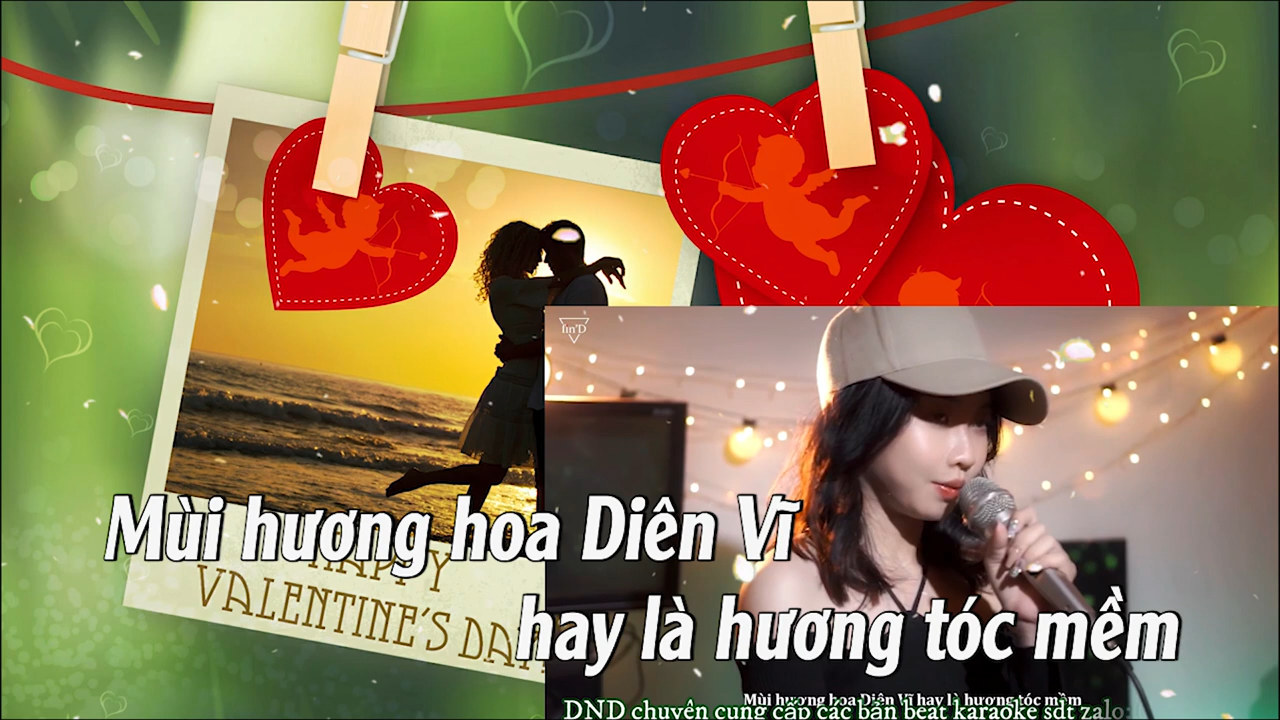 Iın'D
HAPPY
VALENTINE'S DAY
Mùi hương hoa Diên Vĩ
hay là hương tóc mềm
Mùi hương hoa Diên Vĩ hay là hương tóc mềm
DND chuyên cung cấp các bản beat karaoke sdt zalo: